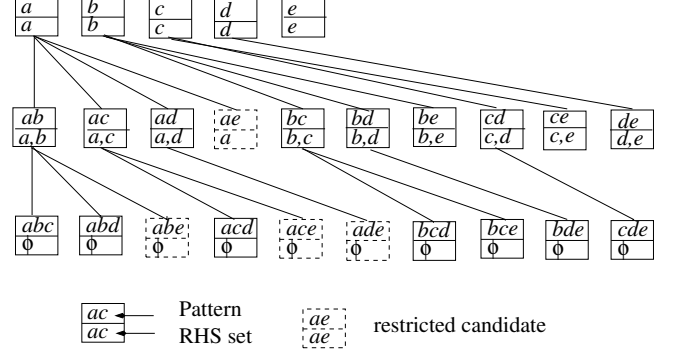 a b c d e
a b c d e
ab ac ad ae bc bd be cd ce de
a,b a,c a,d a b,c b,d b,e c,d c,e d,e
abc abd abe acd ace ade bcd bce bde cde
ϕ ϕ ϕ ϕ ϕ ϕ ϕ ϕ ϕ ϕ
ac Pattern
ac RHS set
ae restricted candidate
ae